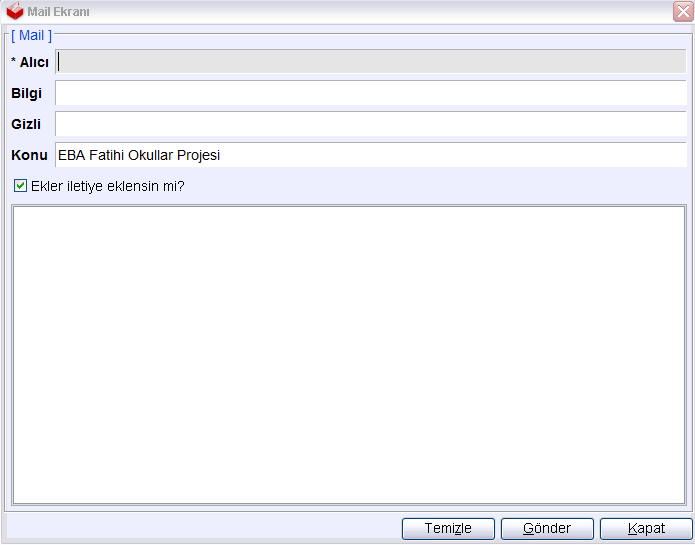 Mail Ekranı
[ Mail ]
* Alıcı
Bilgi
Gizli
Konu EBA Fatihi Okullar Projesi
Ekler iletiye eklensin mi?
Temizle Gönder Kapat